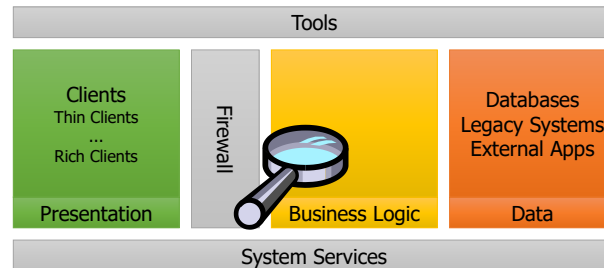 Tools
Clients
Thin Clients
...
Rich Clients
Presentation
Firewall
Business Logic
Databases
Legacy Systems
External Apps
Data
System Services